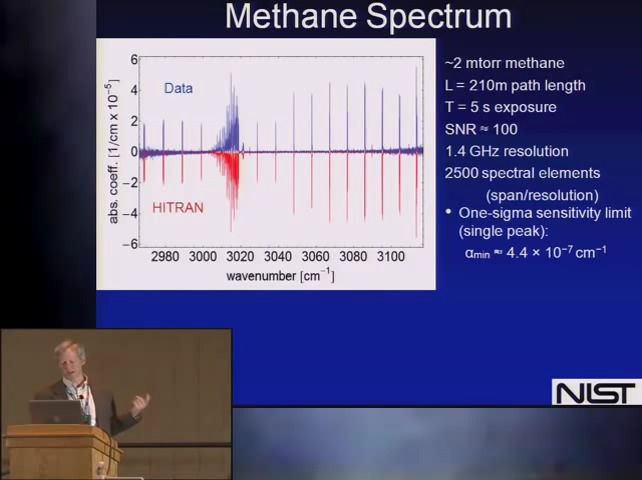 Methane Spectrum
~2 mtorr methane
L = 210m path length
T = 5 s exposure
SNR ≈ 100
1.4 GHz resolution
2500 spectral elements
(span/resolution)
• One-sigma sensitivity limit
(single peak):
αmin ≈ 4.4 × 10⁻⁷ cm⁻¹
abs. coeff. [1/cm x 10⁻⁵]
6
4
2
0
−2
−4
−6
Data
HITRAN
2980 3000 3020 3040 3060 3080 3100
wavenumber [cm⁻¹]
NIST